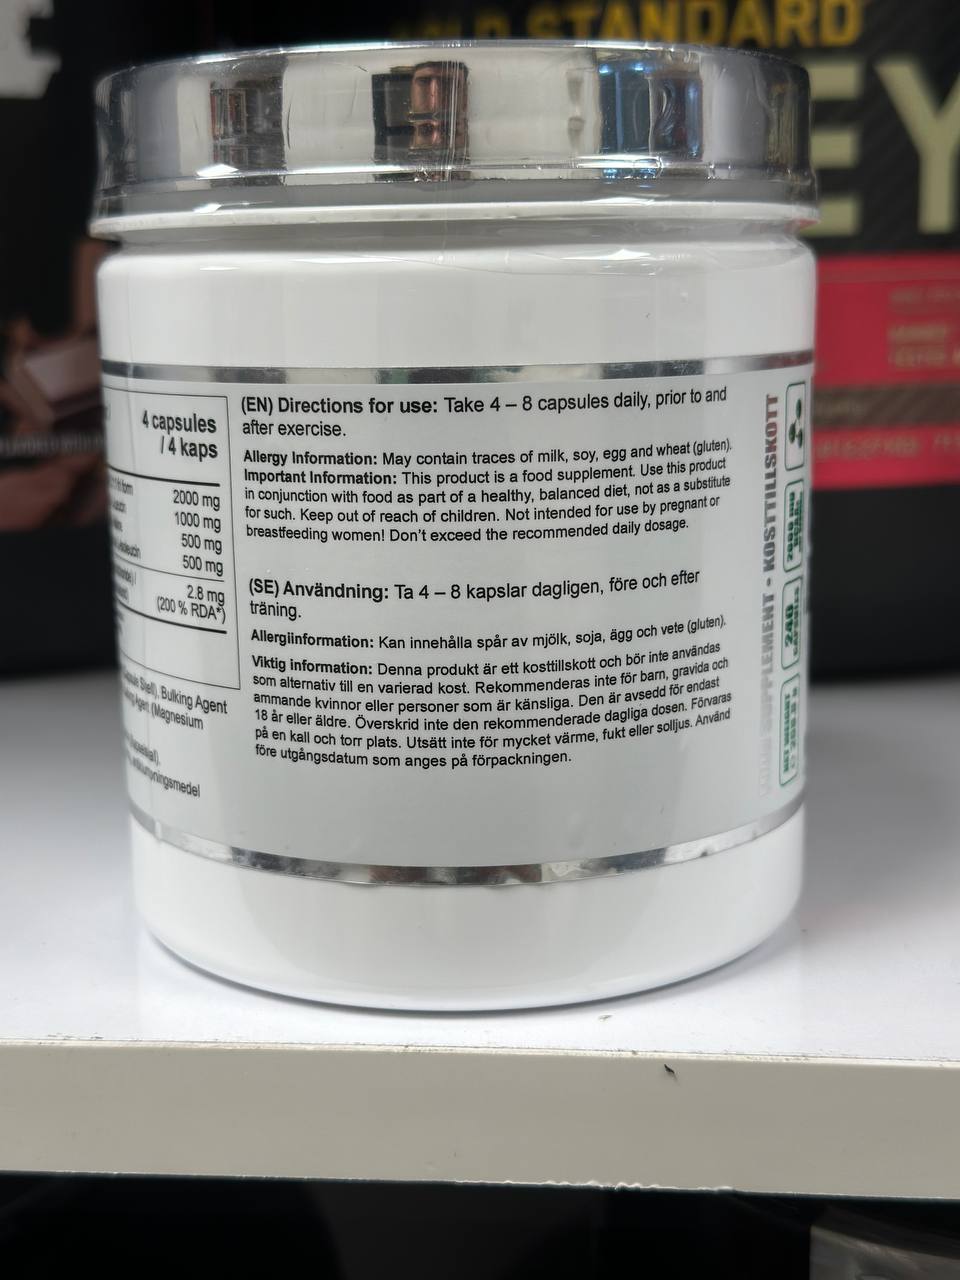 GOLD STANDARD
EY
4 capsules
/ 4 kaps
2000 mg
1000 mg
500 mg
500 mg
2.8 mg
(200 % RDA*)
Shell), Bulking Agent
Agent (Magnesium
(EN) Directions for use: Take 4 – 8 capsules daily, prior to and
after exercise.
Allergy Information: May contain traces of milk, soy, egg and wheat (gluten).
Important Information: This product is a food supplement. Use this product
in conjunction with food as part of a healthy, balanced diet, not as a substitute
for such. Keep out of reach of children. Not intended for use by pregnant or
breastfeeding women! Don't exceed the recommended daily dosage.
(SE) Användning: Ta 4 – 8 kapslar dagligen, före och efter
träning.
Allergiinformation: Kan innehålla spår av mjölk, soja, ägg och vete (gluten).
Viktig information: Denna produkt är ett kosttillskott och bör inte användas
som alternativ till en varierad kost. Rekommenderas inte för barn, gravida och
ammande kvinnor eller personer som är känsliga. Den är avsedd för endast
18 år eller äldre. Överskrid inte den rekommenderade dagliga dosen. Förvaras
på en kall och torr plats. Utsätt inte för mycket värme, fukt eller solljus. Använd
före utgångsdatum som anges på förpackningen.
SUPPLEMENT • KOSTTILLSKOTT
240
CAPSULES
NET WEIGHT